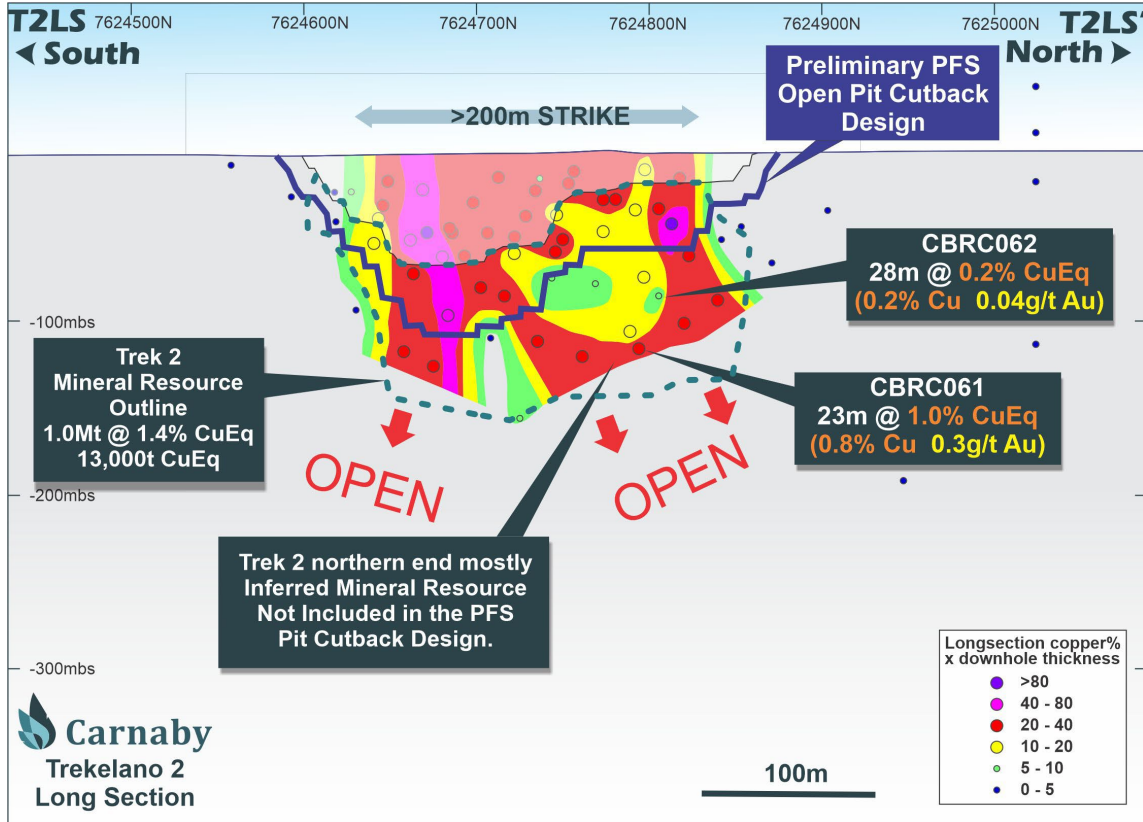 7624500N 7624600N 7624700N 7624800N 7624900N 7625000N
T2LS T2LS'
South North
>200m STRIKE
Preliminary PFS
Open Pit Cutback
Design
CBRC062
28m @ 0.2% CuEq
(0.2% Cu 0.04g/t Au)
-100mbs
Trek 2
Mineral Resource
Outline
1.0Mt @ 1.4% CuEq
13,000t CuEq
CBRC061
23m @ 1.0% CuEq
(0.8% Cu 0.3g/t Au)
OPEN
OPEN
-200mbs
Trek 2 northern end mostly
Inferred Mineral Resource
Not Included in the PFS
Pit Cutback Design.
-300mbs
Longsection copper%
x downhole thickness
>80
40 - 80
20 - 40
10 - 20
5 - 10
0 - 5
Carnaby
Trekelano 2
Long Section
100m